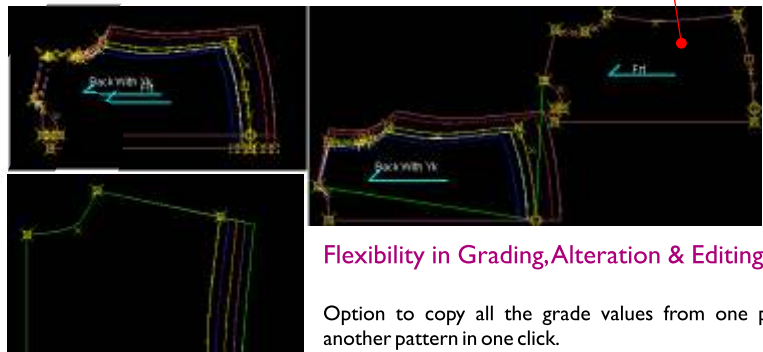 Back With Yk
Frt
Back With Yk
Flexibility in Grading, Alteration & Editing
Option to copy all the grade values from one
another pattern in one click.